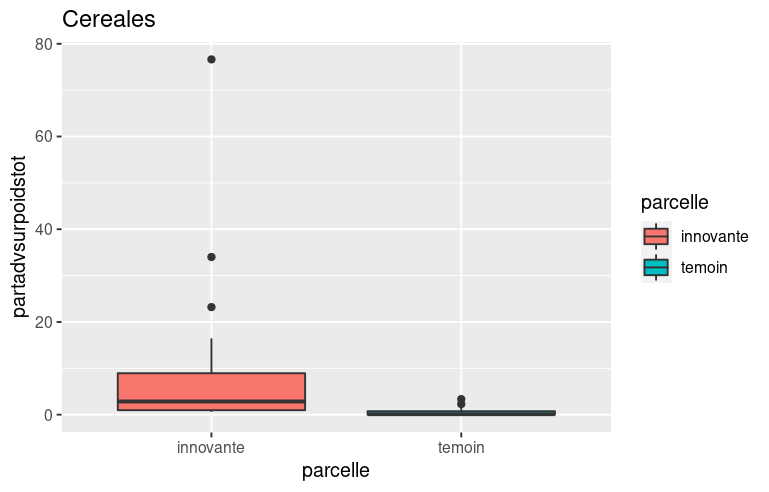 Cereales
80
60
40
20
0
partadvsurpoidstot
innovante
temoin
parcelle
parcelle
innovante
temoin